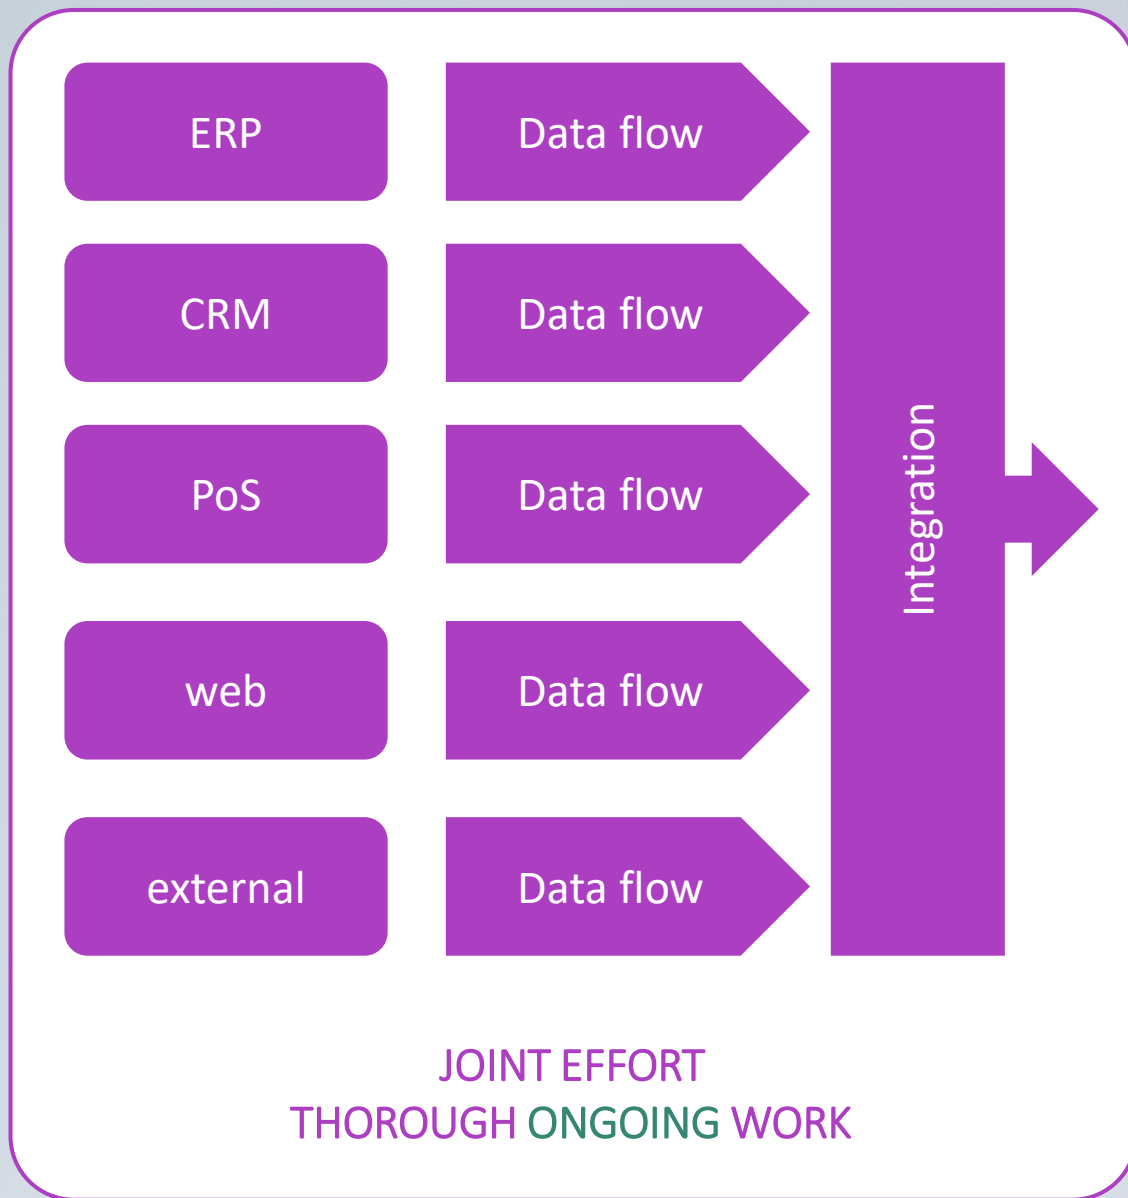 ERP
Data flow
CRM
Data flow
PoS
Data flow
web
Data flow
external
Data flow
Integration
JOINT EFFORT
THOROUGH ONGOING WORK